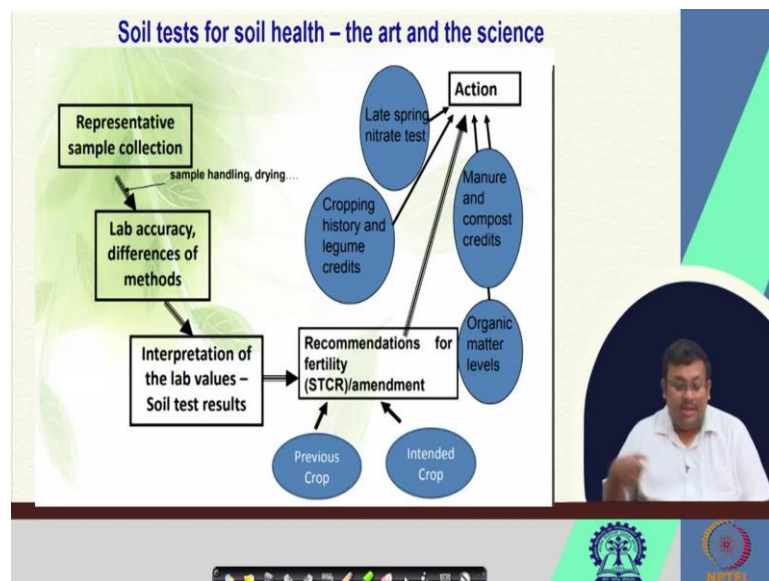 Soil tests for soil health – the art and the science
Representative
sample collection
sample handling, drying....
Lab accuracy,
differences of
methods
Interpretation of
the lab values –
Soil test results
Recommendations for
fertility
(STCR)/amendment
Previous
Crop
Intended
Crop
Action
Late spring
nitrate test
Cropping
history and
legume
credits
Manure
and
compost
credits
Organic
matter
levels
NPTEL